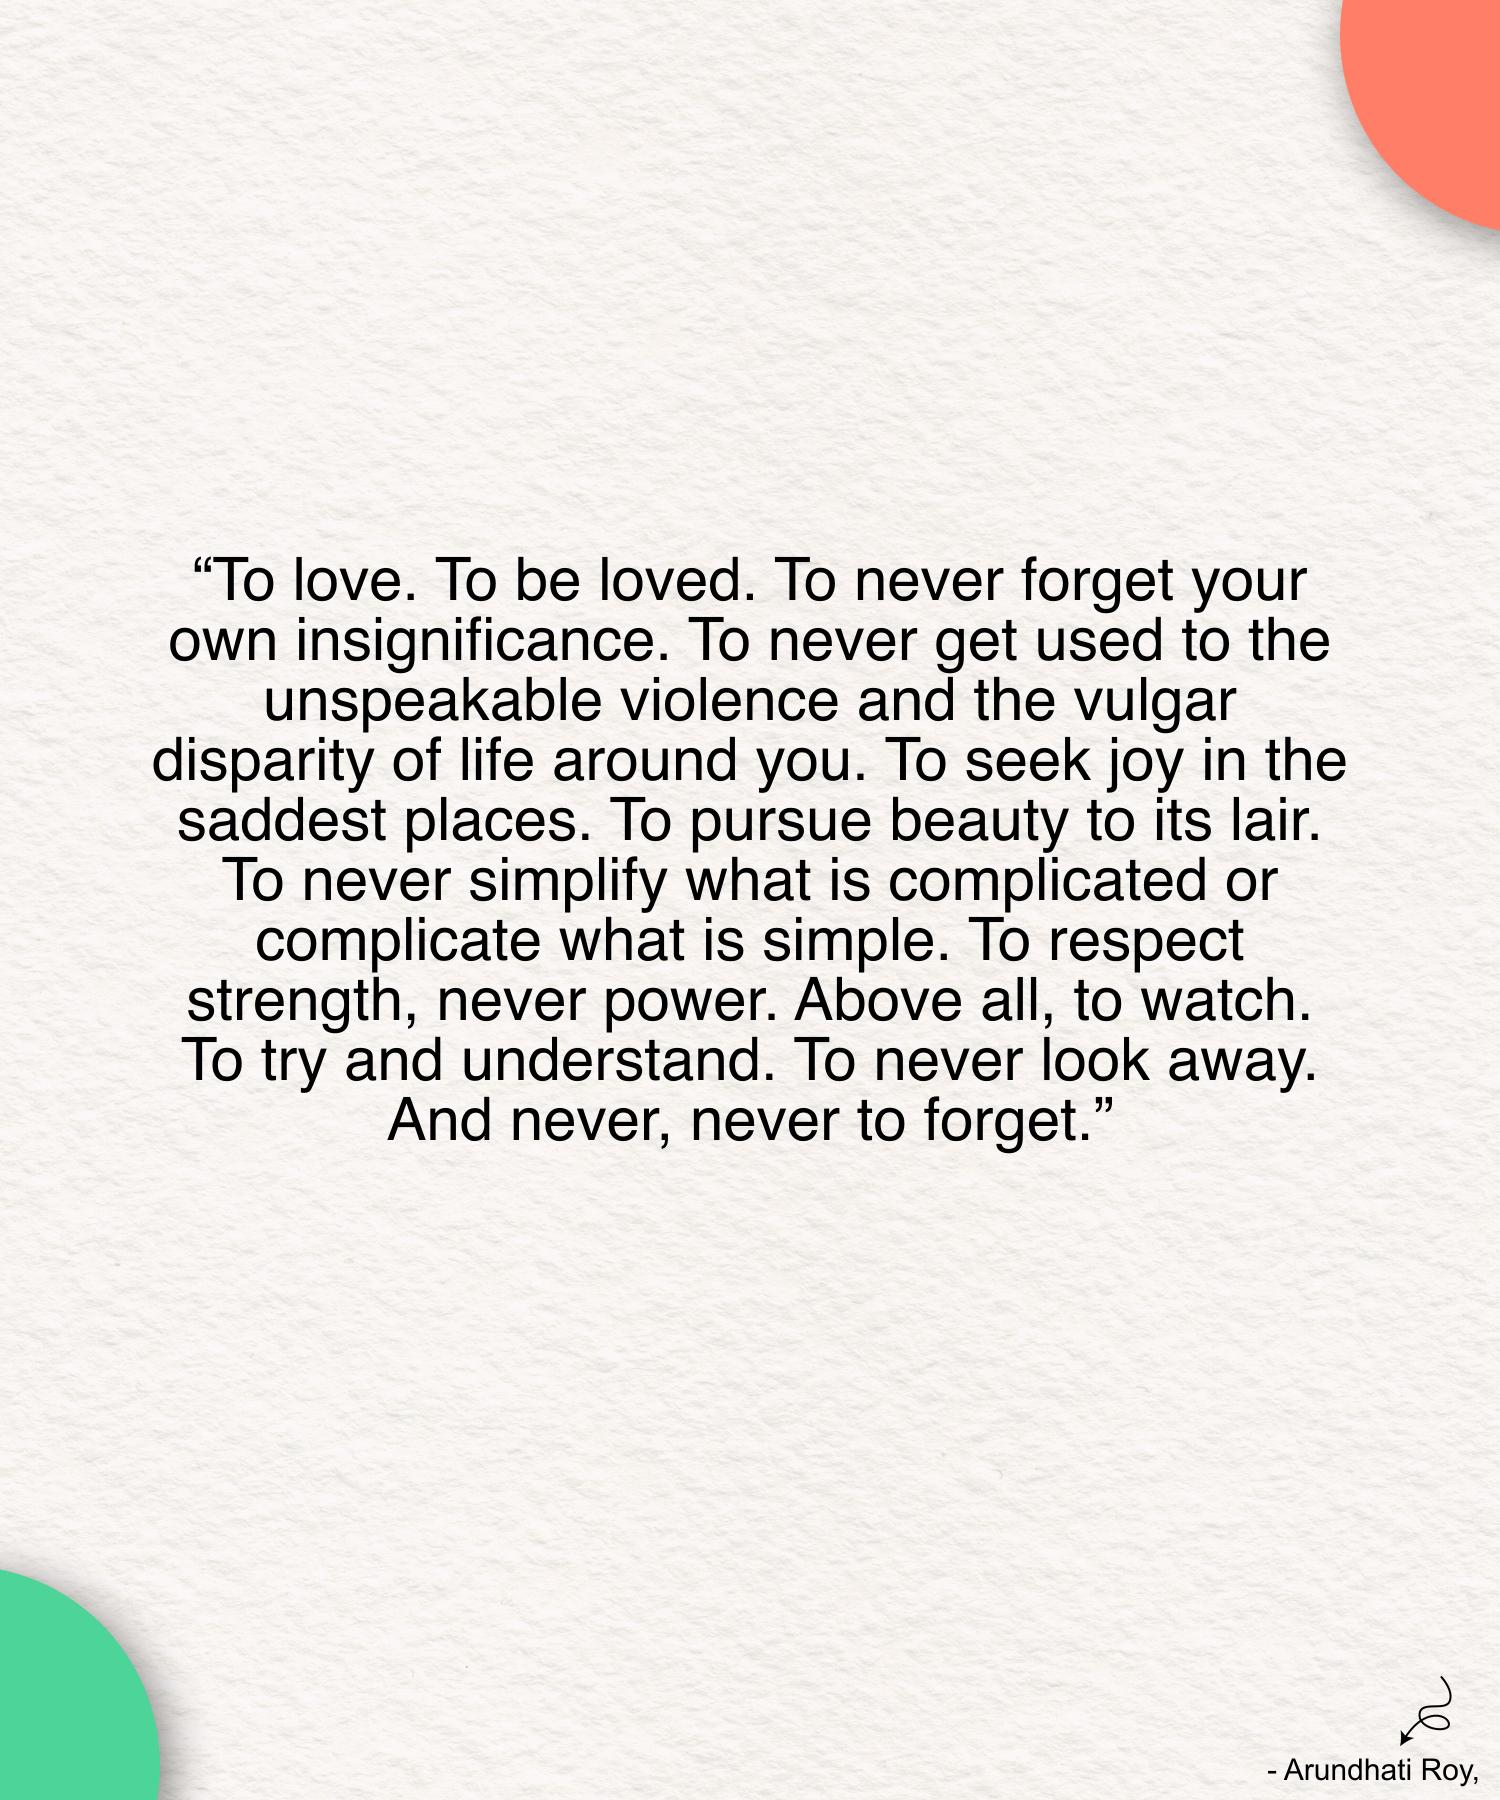 “To love. To be loved. To never forget your
own insignificance. To never get used to the
unspeakable violence and the vulgar
disparity of life around you. To seek joy in the
saddest places. To pursue beauty to its lair.
To never simplify what is complicated or
complicate what is simple. To respect
strength, never power. Above all, to watch.
To try and understand. To never look away.
And never, never to forget.”
- Arundhati Roy,